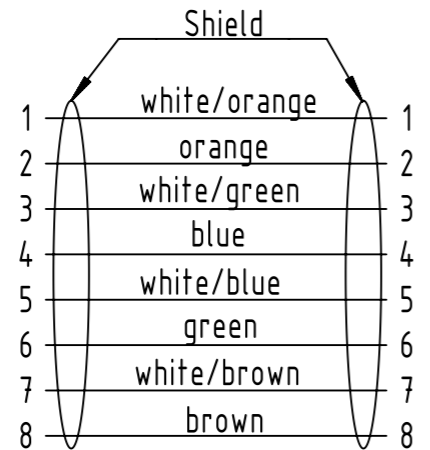 Shield
1 white/orange 1
2 orange 2
3 white/green 3
4 blue 4
5 white/blue 5
6 green 6
7 white/brown 7
8 brown 8